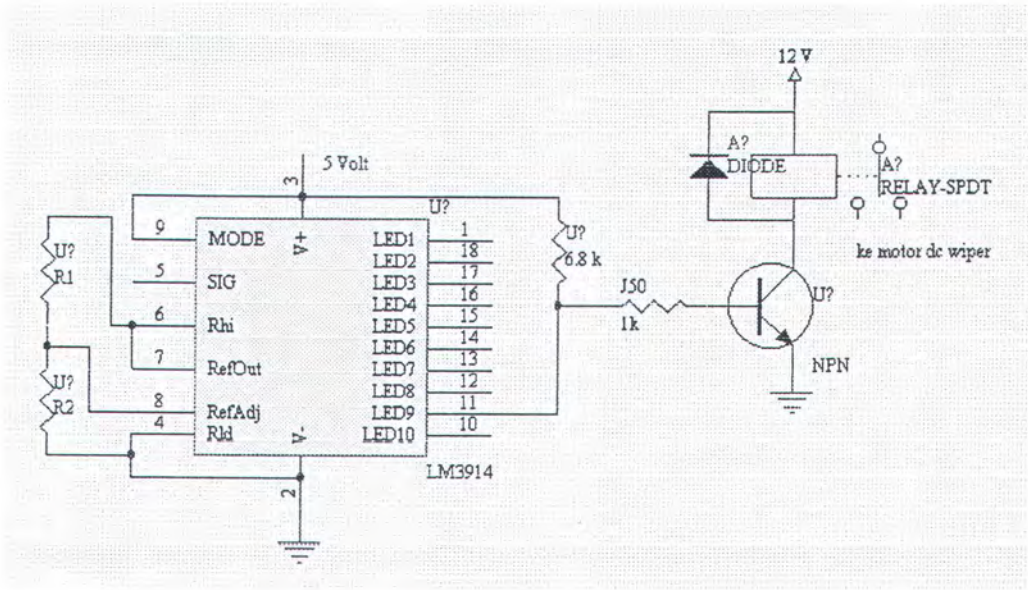 12 V
A?
DIODE
A?
RELAY-SPDT
ke motor dc wiper
5 Volt
3
U?
9
MODE
V+
LED1
1
U?
R1
5
SIG
LED2
18
U?
6.8 k
LED3
17
6
Rhi
LED4
16
J50
1k
U?
LED5
15
7
RefOut
LED6
14
NPN
LED7
13
U?
R2
LED8
12
8
RefAdj
LED9
11
4
Rld
V-
LED10
10
LM3914
2